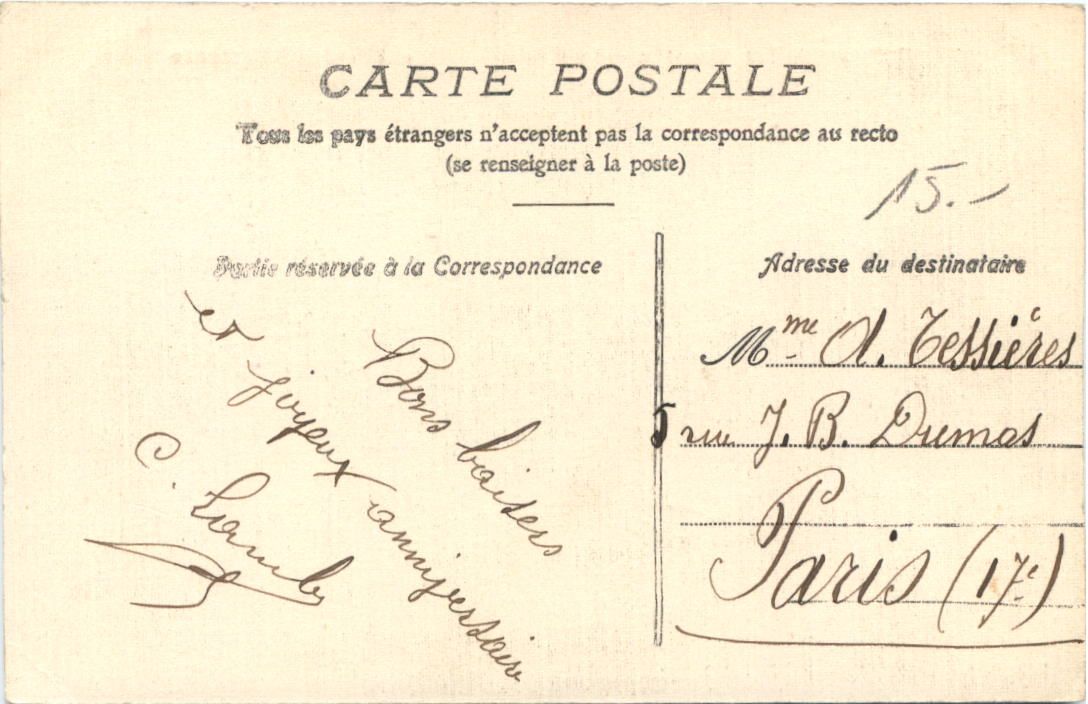 CARTE POSTALE
Tous les pays étrangers n'acceptent pas la correspondance au recto
(se renseigner à la poste)
15.-
Partie réservée à la Correspondance
Bons baisers
et joyeux anniversaire
C. Lamb
Adresse du destinataire
Mme A. Tessiéres
5 rue J. B. Dumas
Paris (17e)